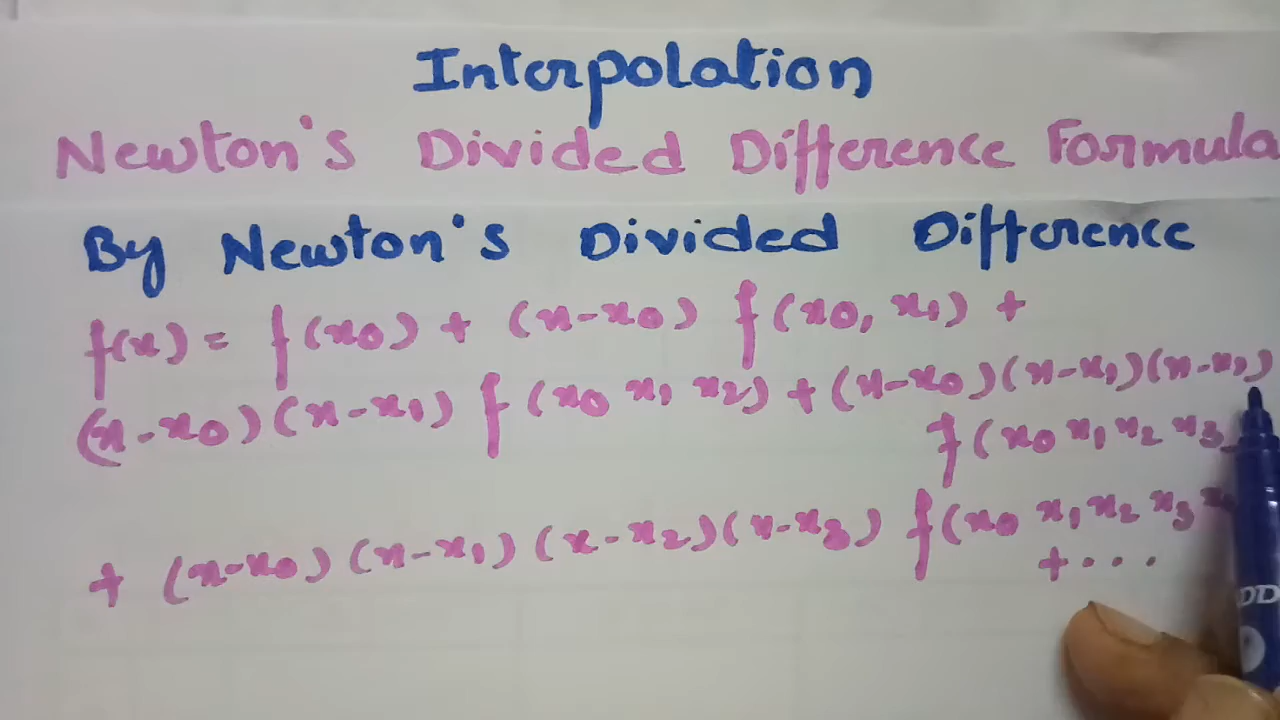 Interpolation
Newton's Divided Difference Formula
By Newton's Divided Difference
f(x) = f(x0) + (x-x0) f(x0, x1) +
(x-x0)(x-x1) f(x0 x1 x2) + (x-x0)(x-x1)(x-x2)
f(x0 x1 x2 x3
+ (x-x0)(x-x1)(x-x2)(x-x3) f(x0 x1 x2 x3
+ ...
DD